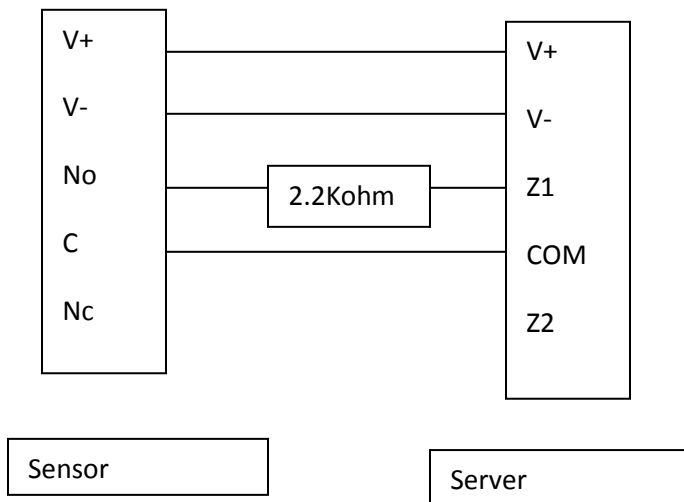 V+
V-
No
C
Nc
2.2Kohm
V+
V-
Z1
COM
Z2
Sensor
Server